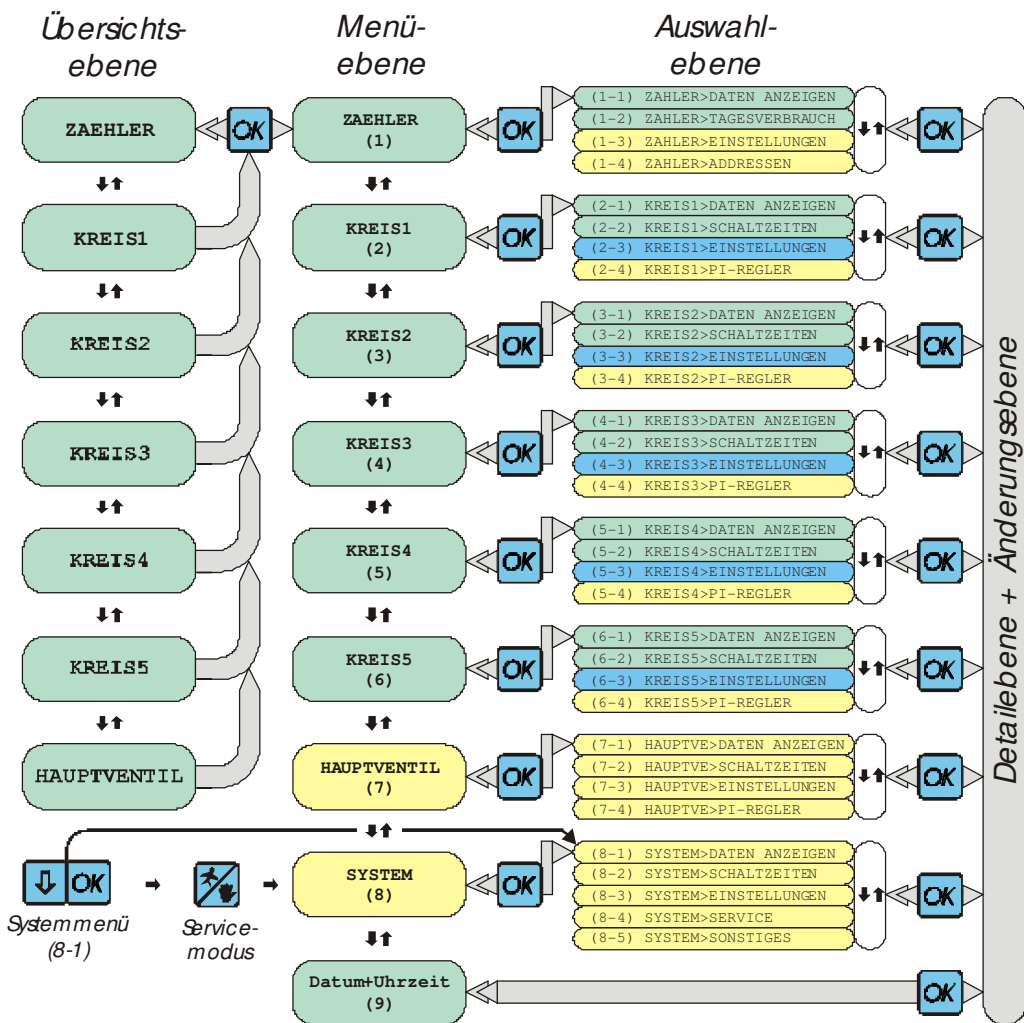 Übersichts-
ebene
Menü-
ebene
Auswahl-
ebene
ZAEHLER
OK
ZAEHLER
(1)
OK
(1-1) ZAHLER>DATEN ANZEIGEN
(1-2) ZAHLER>TAGESVERBRAUCH
(1-3) ZAHLER>EINSTELLUNGEN
(1-4) ZAHLER>ADDRESSEN
OK
KREIS1
KREIS1
(2)
OK
(2-1) KREIS1>DATEN ANZEIGEN
(2-2) KREIS1>SCHALTZEITEN
(2-3) KREIS1>EINSTELLUNGEN
(2-4) KREIS1>PI-REGLER
OK
KREIS2
KREIS2
(3)
OK
(3-1) KREIS2>DATEN ANZEIGEN
(3-2) KREIS2>SCHALTZEITEN
(3-3) KREIS2>EINSTELLUNGEN
(3-4) KREIS2>PI-REGLER
OK
KREIS3
KREIS3
(4)
OK
(4-1) KREIS3>DATEN ANZEIGEN
(4-2) KREIS3>SCHALTZEITEN
(4-3) KREIS3>EINSTELLUNGEN
(4-4) KREIS3>PI-REGLER
OK
KREIS4
KREIS4
(5)
OK
(5-1) KREIS4>DATEN ANZEIGEN
(5-2) KREIS4>SCHALTZEITEN
(5-3) KREIS4>EINSTELLUNGEN
(5-4) KREIS4>PI-REGLER
OK
KREIS5
KREIS5
(6)
OK
(6-1) KREIS5>DATEN ANZEIGEN
(6-2) KREIS5>SCHALTZEITEN
(6-3) KREIS5>EINSTELLUNGEN
(6-4) KREIS5>PI-REGLER
OK
HAUPTVENTIL
HAUPTVENTIL
(7)
OK
(7-1) HAUPTVE>DATEN ANZEIGEN
(7-2) HAUPTVE>SCHALTZEITEN
(7-3) HAUPTVE>EINSTELLUNGEN
(7-4) HAUPTVE>PI-REGLER
OK
OK
Systemmenü
(8-1)
Service-
modus
SYSTEM
(8)
OK
(8-1) SYSTEM>DATEN ANZEIGEN
(8-2) SYSTEM>SCHALTZEITEN
(8-3) SYSTEM>EINSTELLUNGEN
(8-4) SYSTEM>SERVICE
(8-5) SYSTEM>SONSTIGES
OK
Datum+Uhrzeit
(9)
OK
Detailebene + Änderungsebene